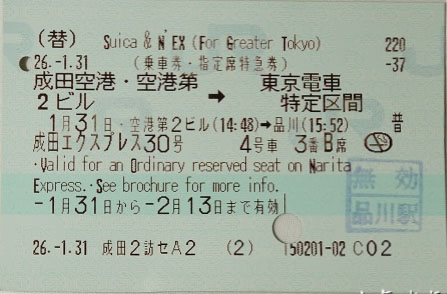 (替) Suica & N'EX (For Greater Tokyo) 220
26.-1.31 (乗車券・指定席特急券) -37
成田空港・空港第2ビル → 東京電車特定区間
1月31日・空港第2ビル(14:48)→品川(15:52) 昔
成田エクスプレス30号 4号車 3番B席
・Valid for an Ordinary reserved seat on Narita
Express.・See brochure for more info.
-1月31日から-2月13日まで有効
無効
品川駅
26.-1.31 成田2訪セA2 (2) 150201-02 C02